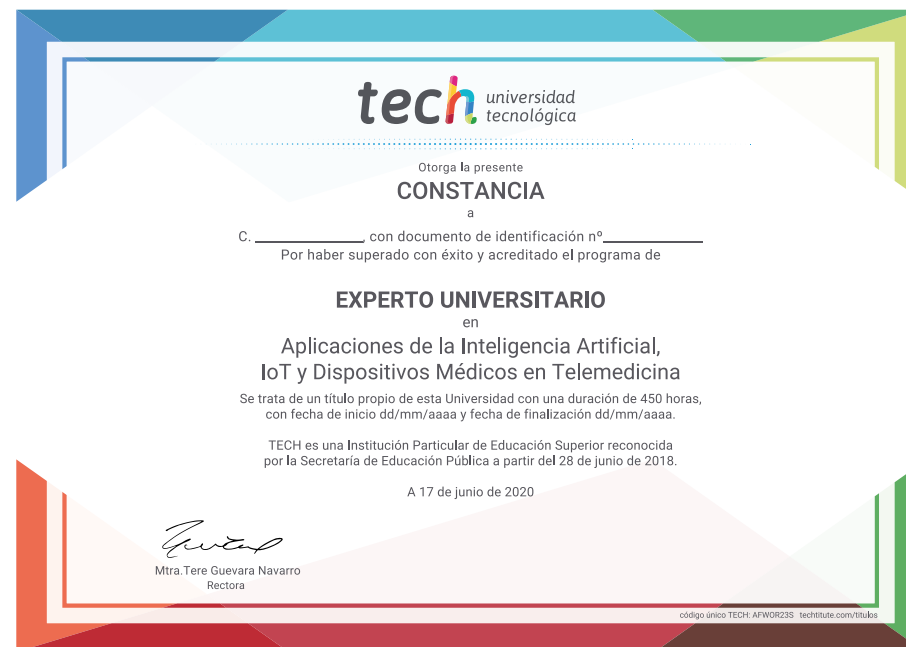 tech universidad
tecnológica
Otorga la presente
CONSTANCIA
a
C. ______________, con documento de identificación nº_____________
Por haber superado con éxito y acreditado el programa de
EXPERTO UNIVERSITARIO
en
Aplicaciones de la Inteligencia Artificial,
IoT y Dispositivos Médicos en Telemedicina
Se trata de un título propio de esta Universidad con una duración de 450 horas,
con fecha de inicio dd/mm/aaaa y fecha de finalización dd/mm/aaaa.
TECH es una Institución Particular de Educación Superior reconocida
por la Secretaría de Educación Pública a partir del 28 de junio de 2018.
A 17 de junio de 2020
Mtra.Tere Guevara Navarro
Rectora
código único TECH: AFWOR23S techtitute.com/titulos